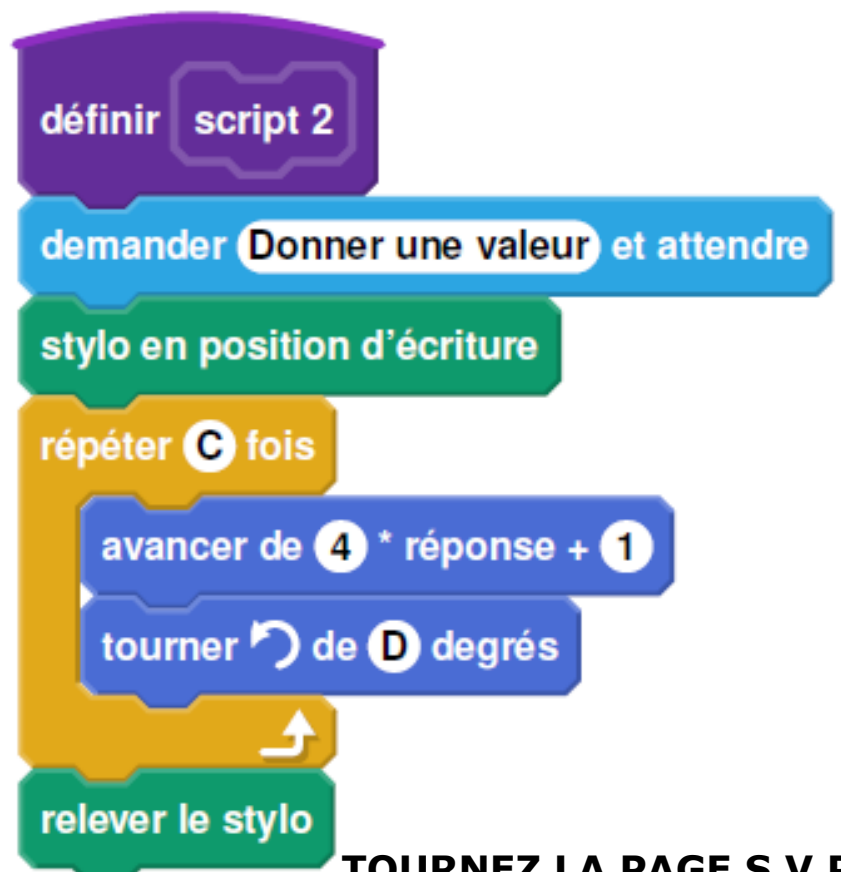 définir script 2
demander Donner une valeur et attendre
stylo en position d’écriture
répéter C fois
avancer de 4 * réponse + 1
tourner de D degrés
relever le stylo
TOURNEZ LA PAGE S.V.P